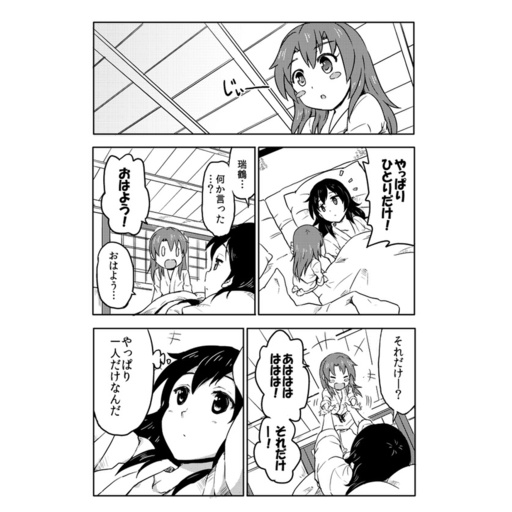 じぃー
やっぱり
ひとりだけ！
瑞鶴…
何か言った
…？
おはよう！
おはよう…
それだけー？
あははは
ははは！
それだけ
ー！
やっぱり
一人だけなんだ